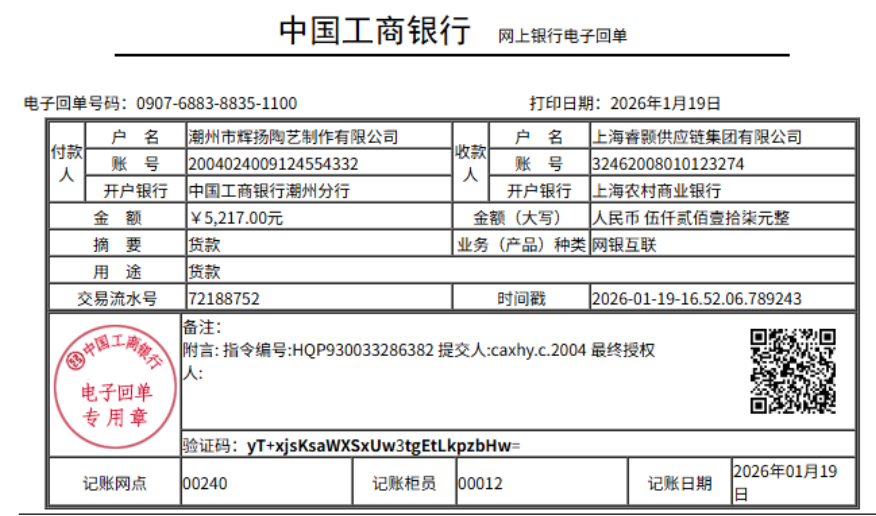 中国工商银行 网上银行电子回单
电子回单号码：0907-6883-8835-1100 打印日期：2026年1月19日
付款人 户 名 潮州市辉扬陶艺制作有限公司 收款人 户 名 上海睿颢供应链集团有限公司
账 号 2004024009124554332 账 号 32462008010123274
开户银行 中国工商银行潮州分行 开户银行 上海农村商业银行
金 额 ￥5,217.00元 金额（大写） 人民币 伍仟贰佰壹拾柒元整
摘 要 货款 业务（产品）种类 网银互联
用 途 货款
交易流水号 72188752 时间戳 2026-01-19-16.52.06.789243
中国工商银行
电子回单
专用章
备注：
附言: 指令编号:HQP930033286382 提交人:caxhy.c.2004 最终授权
人:
验证码：yT+xjsKsaWXSxUw3tgEtLkpzbHw=
记账网点 00240 记账柜员 00012 记账日期 2026年01月19
日